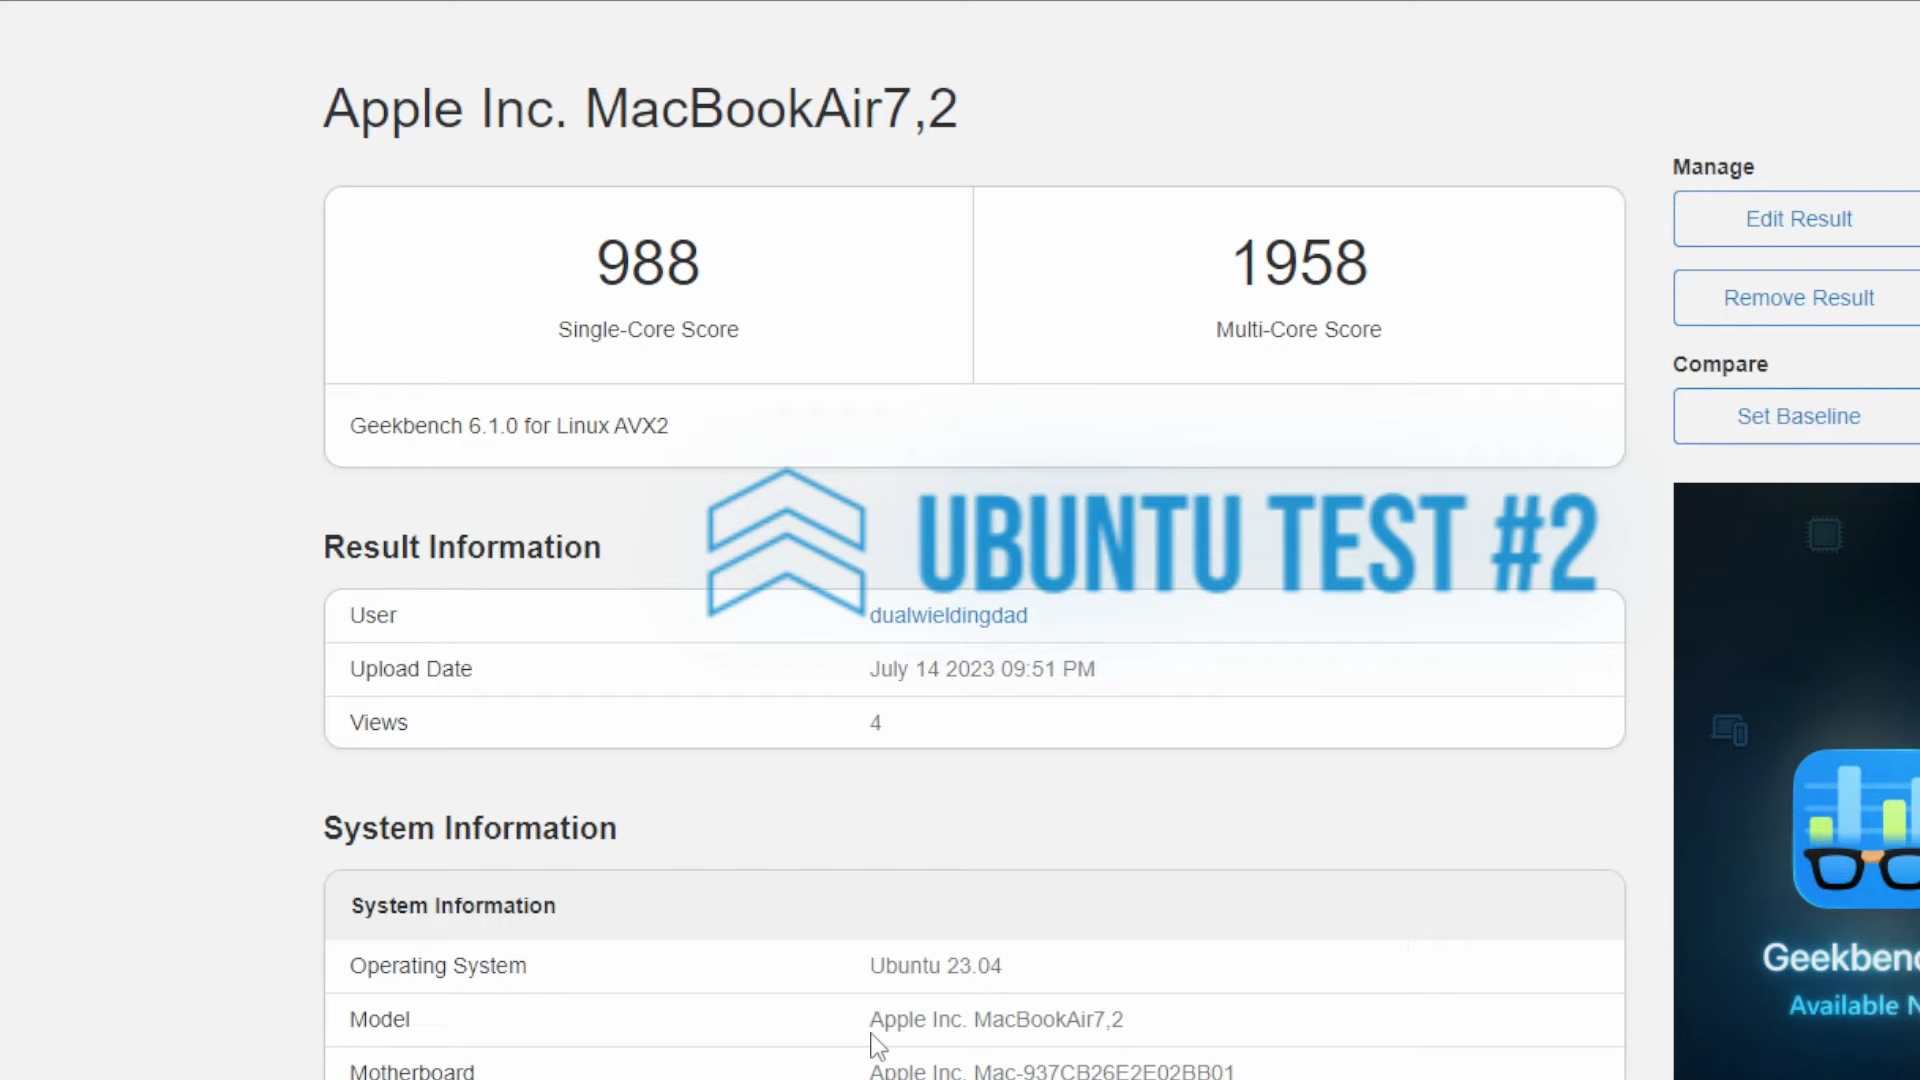 Apple Inc. MacBookAir7,2
988
Single-Core Score
1958
Multi-Core Score
Geekbench 6.1.0 for Linux AVX2
Manage
Edit Result
Remove Result
Compare
Set Baseline
UBUNTU TEST #2
Result Information
User dualwieldingdad
Upload Date July 14 2023 09:51 PM
Views 4
System Information
System Information
Operating System Ubuntu 23.04
Model Apple Inc. MacBookAir7,2
Motherboard Apple Inc. Mac-937CB26E2E02BB01
Geekbenc
Available N